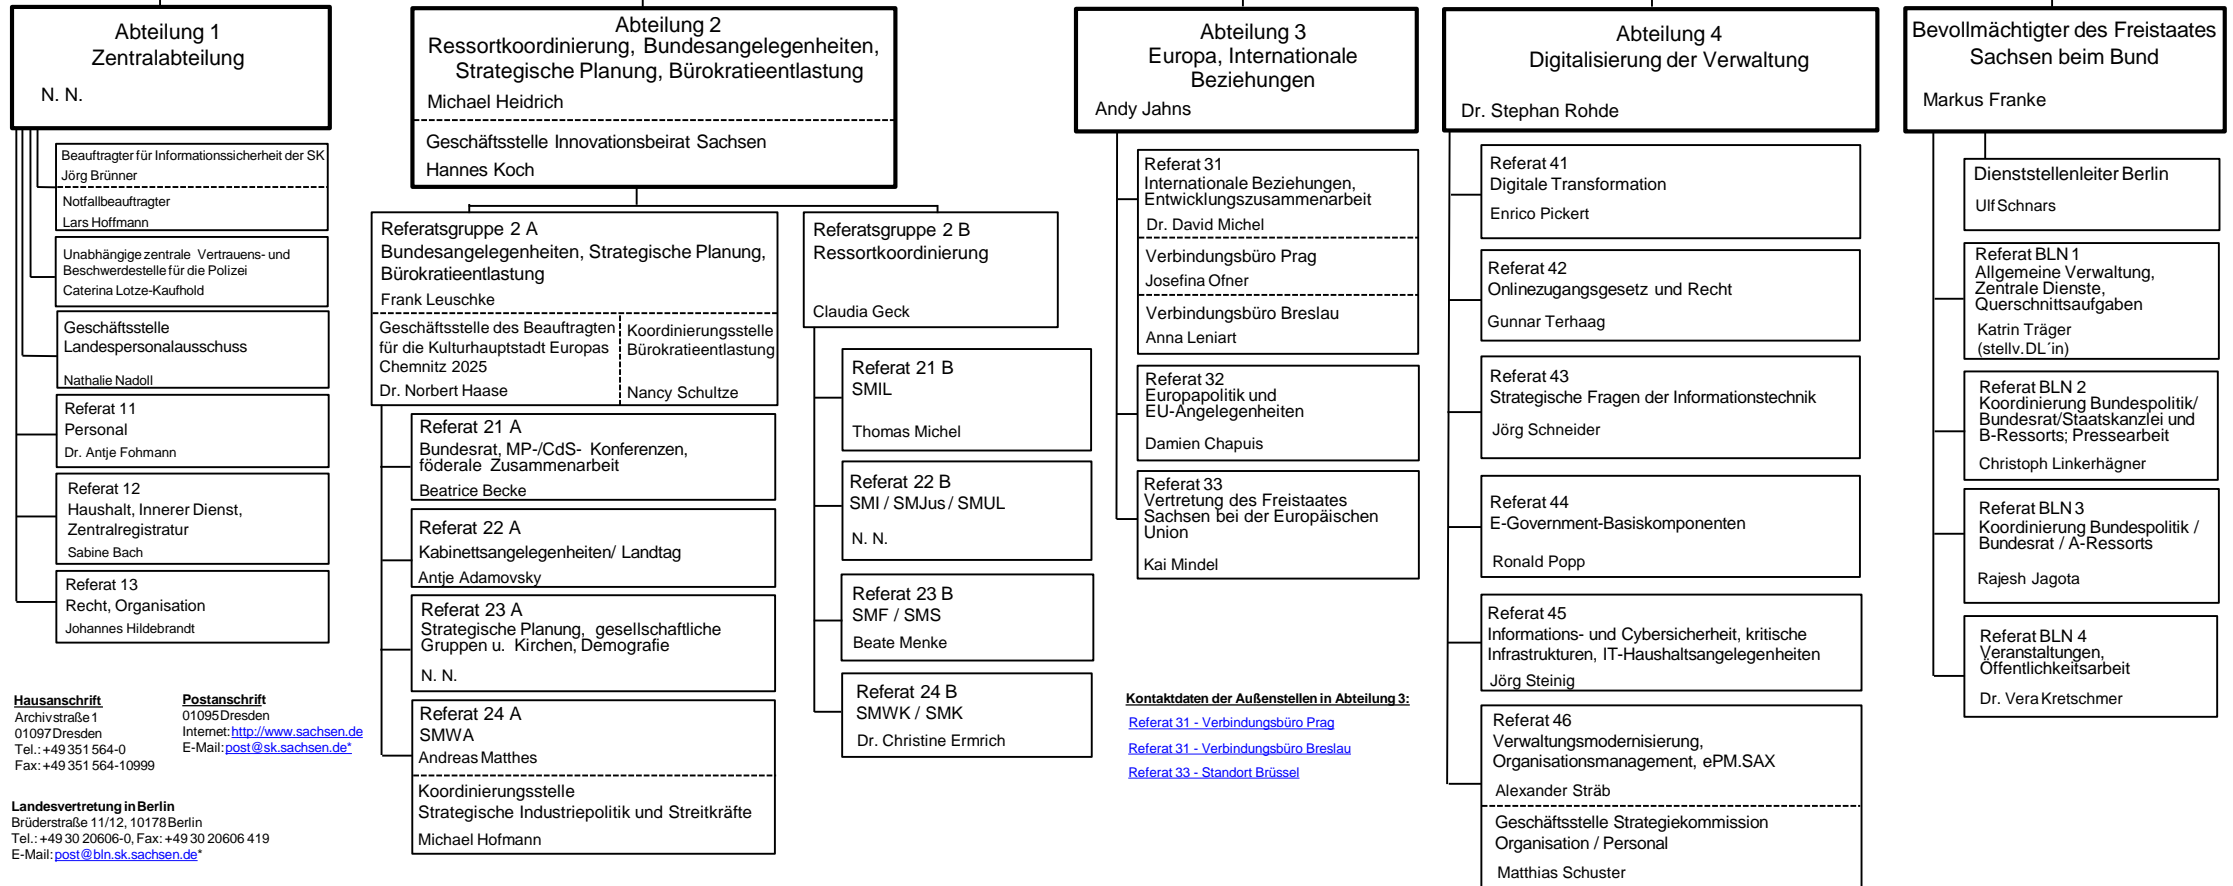 Abteilung 1
Zentralabteilung
N. N.
Beauftragter für Informationssicherheit der SK
Jörg Brünner
Notfallbeauftragter
Lars Hoffmann
Unabhängige zentrale Vertrauens- und
Beschwerdestelle für die Polizei
Caterina Lotze-Kaufhold
Geschäftsstelle
Landespersonalausschuss
Nathalie Nadoll
Referat 11
Personal
Dr. Antje Fohmann
Referat 12
Haushalt, Innerer Dienst,
Zentralregistratur
Sabine Bach
Referat 13
Recht, Organisation
Johannes Hildebrandt
Abteilung 2
Ressortkoordinierung, Bundesangelegenheiten,
Strategische Planung, Bürokratieentlastung
Michael Heidrich
Geschäftsstelle Innovationsbeirat Sachsen
Hannes Koch
Referatsgruppe 2 A
Bundesangelegenheiten, Strategische Planung,
Bürokratieentlastung
Frank Leuschke
Geschäftsstelle des Beauftragten
für die Kulturhauptstadt Europas
Chemnitz 2025
Dr. Norbert Haase
Koordinierungsstelle
Bürokratieentlastung
Nancy Schultze
Referat 21 A
Bundesrat, MP-/CdS- Konferenzen,
föderale Zusammenarbeit
Beatrice Becke
Referat 22 A
Kabinettsangelegenheiten/ Landtag
Antje Adamovsky
Referat 23 A
Strategische Planung, gesellschaftliche
Gruppen u. Kirchen, Demografie
N. N.
Referat 24 A
SMWA
Andreas Matthes
Koordinierungsstelle
Strategische Industriepolitik und Streitkräfte
Michael Hofmann
Referatsgruppe 2 B
Ressortkoordinierung
Claudia Geck
Referat 21 B
SMIL
Thomas Michel
Referat 22 B
SMI / SMJus / SMUL
N. N.
Referat 23 B
SMF / SMS
Beate Menke
Referat 24 B
SMWK / SMK
Dr. Christine Ermrich
Abteilung 3
Europa, Internationale
Beziehungen
Andy Jahns
Referat 31
Internationale Beziehungen,
Entwicklungszusammenarbeit
Dr. David Michel
Verbindungsbüro Prag
Josefina Ofner
Verbindungsbüro Breslau
Anna Leniart
Referat 32
Europapolitik und
EU-Angelegenheiten
Damien Chapuis
Referat 33
Vertretung des Freistaates
Sachsen bei der Europäischen
Union
Kai Mindel
Abteilung 4
Digitalisierung der Verwaltung
Dr. Stephan Rohde
Referat 41
Digitale Transformation
Enrico Pickert
Referat 42
Onlinezugangsgesetz und Recht
Gunnar Terhaag
Referat 43
Strategische Fragen der Informationstechnik
Jörg Schneider
Referat 44
E-Government-Basiskomponenten
Ronald Popp
Referat 45
Informations- und Cybersicherheit, kritische
Infrastrukturen, IT-Haushaltsangelegenheiten
Jörg Steinig
Referat 46
Verwaltungsmodernisierung,
Organisationsmanagement, ePM.SAX
Alexander Sträb
Geschäftsstelle Strategiekommission
Organisation / Personal
Matthias Schuster
Bevollmächtigter des Freistaates
Sachsen beim Bund
Markus Franke
Dienststellenleiter Berlin
Ulf Schnars
Referat BLN 1
Allgemeine Verwaltung,
Zentrale Dienste,
Querschnittsaufgaben
Katrin Träger
(stellv.DL´in)
Referat BLN 2
Koordinierung Bundespolitik/
Bundesrat/Staatskanzlei und
B-Ressorts; Pressearbeit
Christoph Linkerhägner
Referat BLN 3
Koordinierung Bundespolitik /
Bundesrat / A-Ressorts
Rajesh Jagota
Referat BLN 4
Veranstaltungen,
Öffentlichkeitsarbeit
Dr. Vera Kretschmer
Hausanschrift
Archivstraße 1
01097 Dresden
Tel.: +49 351 564-0
Fax: +49 351 564-10999
Postanschrift
01095 Dresden
Internet: http://www.sachsen.de
E-Mail: post@sk.sachsen.de*
Landesvertretung in Berlin
Brüderstraße 11/12, 10178 Berlin
Tel.: +49 30 20606-0, Fax: +49 30 20606 419
E-Mail: post@bln.sk.sachsen.de*
Kontaktdaten der Außenstellen in Abteilung 3:
Referat 31 - Verbindungsbüro Prag
Referat 31 - Verbindungsbüro Breslau
Referat 33 - Standort Brüssel